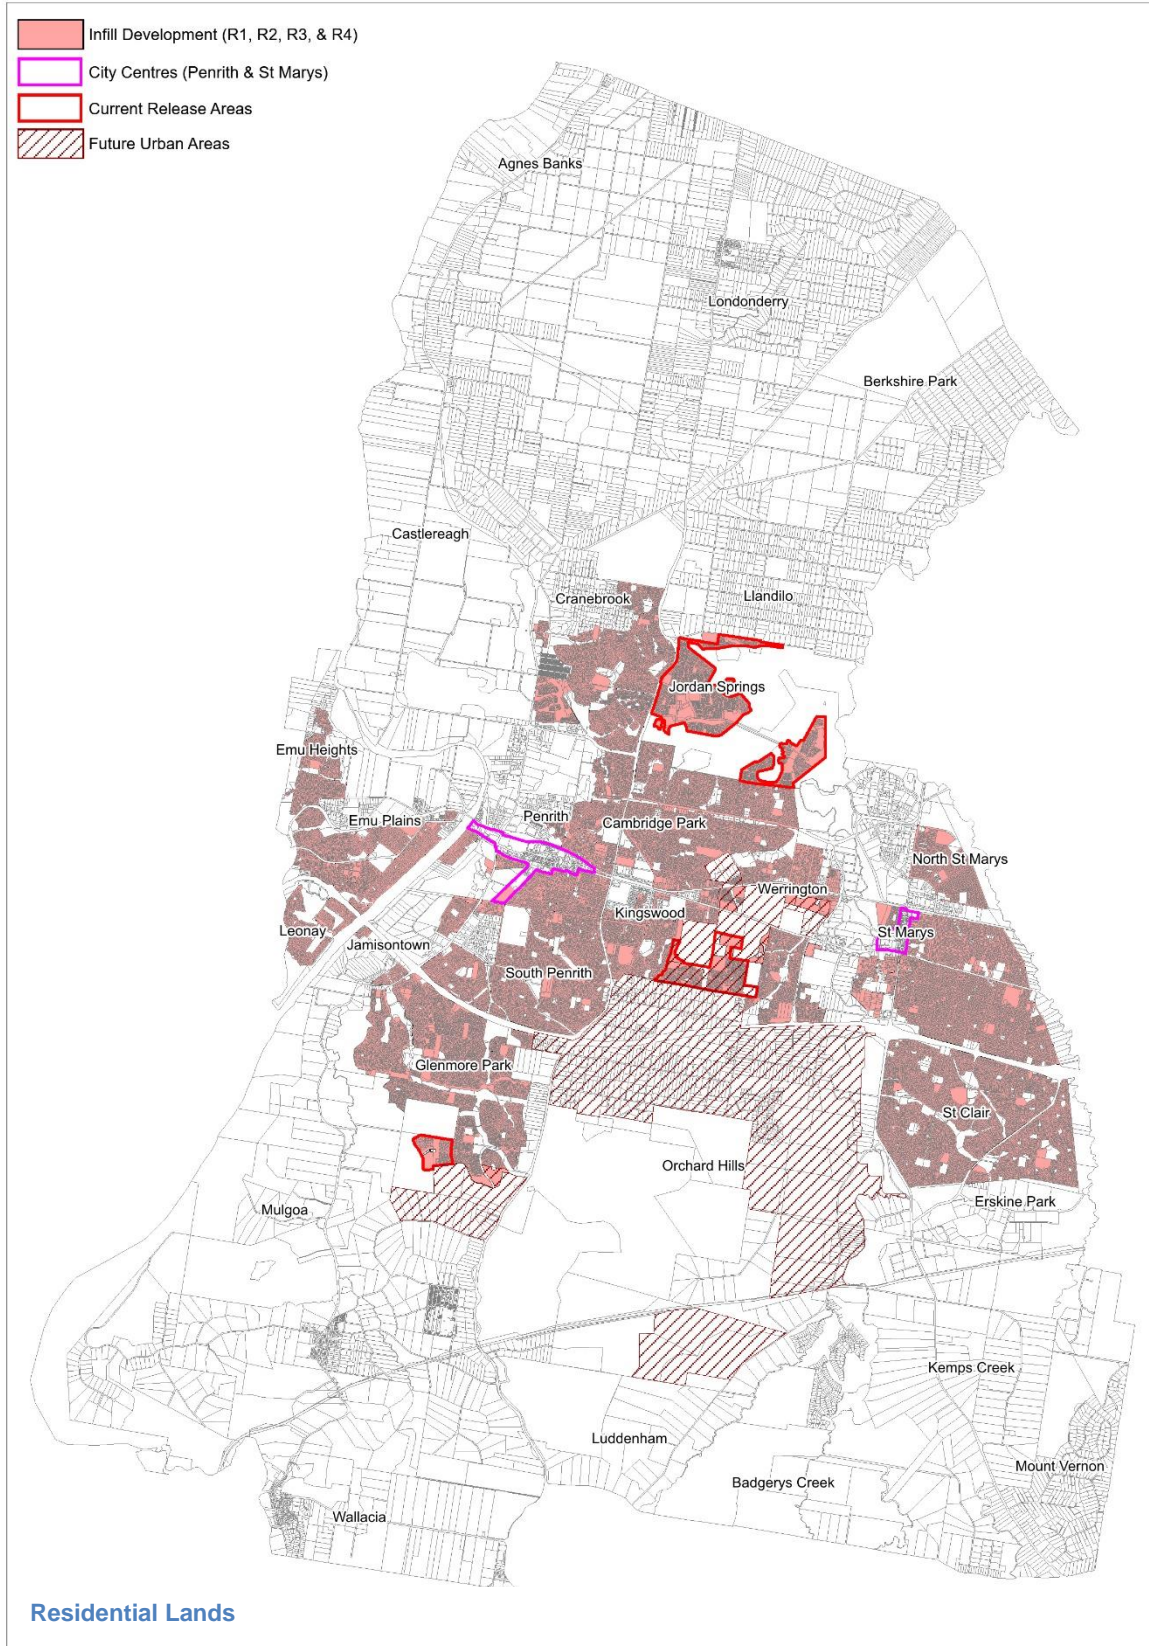 Infill Development (R1, R2, R3, & R4)
City Centres (Penrith & St Marys)
Current Release Areas
Future Urban Areas
Agnes Banks
Londonderry
Berkshire Park
Castlereagh
Cranebrook
Llandilo
Jordan Springs
Emu Heights
Emu Plains
Penrith
Cambridge Park
North St Marys
Werrington
Kingswood
Leonay
St Marys
Jamisontown
South Penrith
Glenmore Park
St Clair
Orchard Hills
Erskine Park
Mulgoa
Kemps Creek
Luddenham
Mount Vernon
Badgerys Creek
Wallacia
Residential Lands